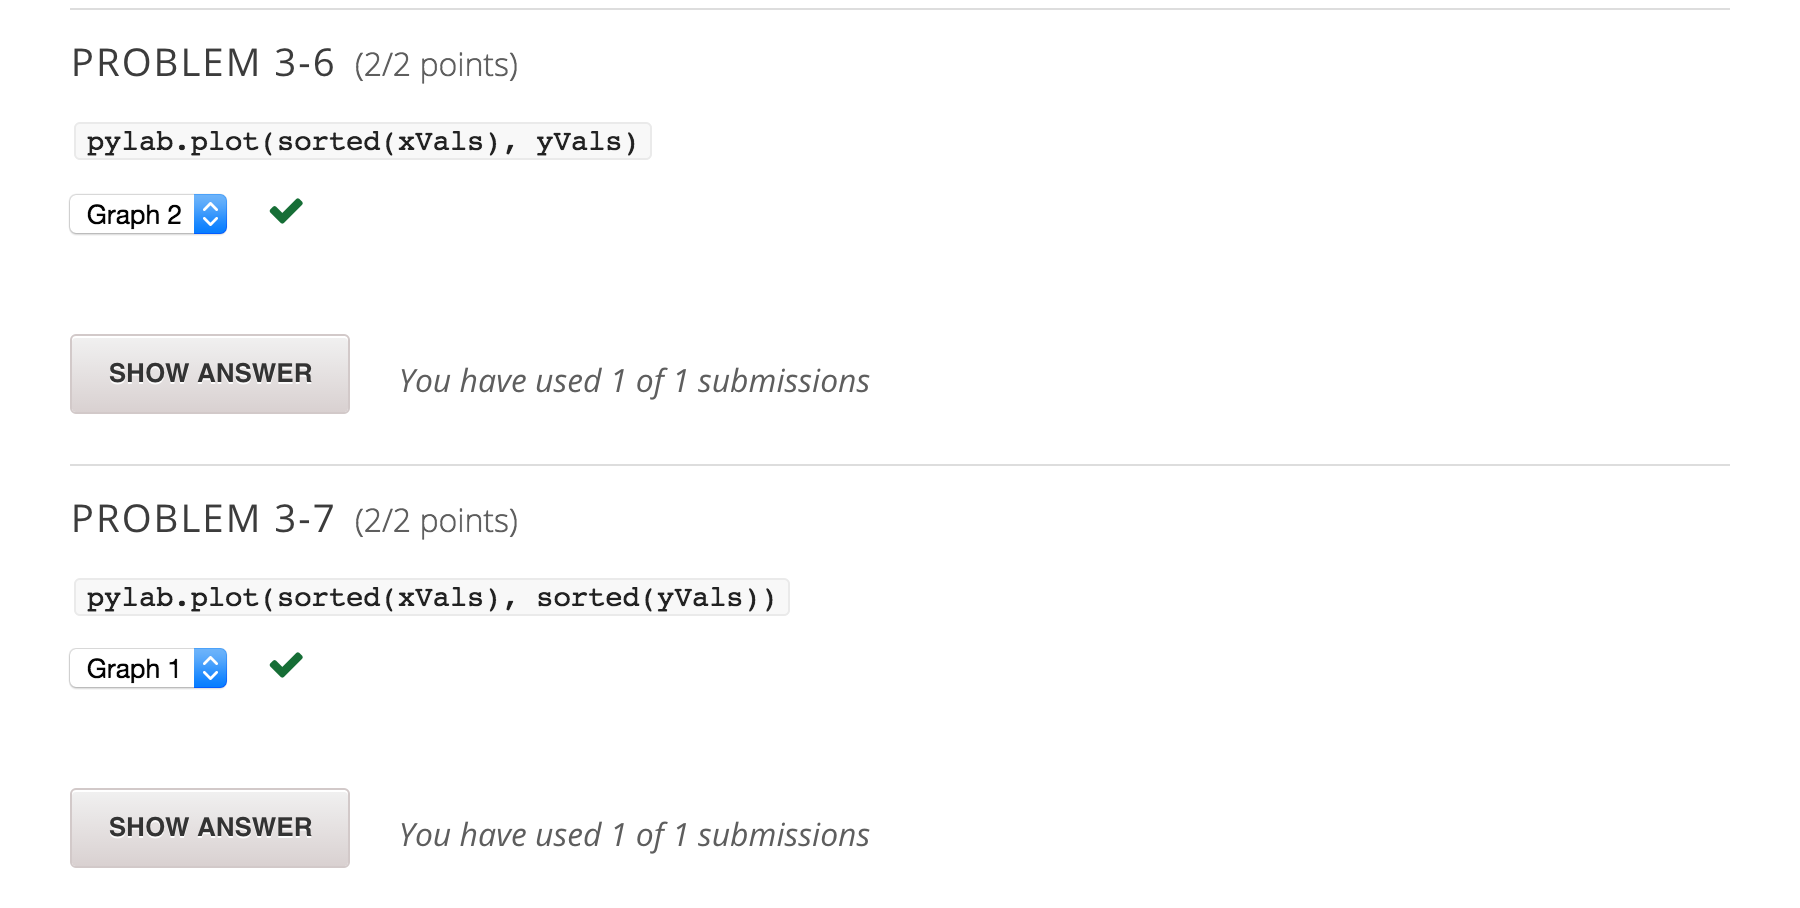 PROBLEM 3-6 (2/2 points)
pylab.plot(sorted(xVals), yVals)
Graph 2
SHOW ANSWER
You have used 1 of 1 submissions
PROBLEM 3-7 (2/2 points)
pylab.plot(sorted(xVals), sorted(yVals))
Graph 1
SHOW ANSWER
You have used 1 of 1 submissions